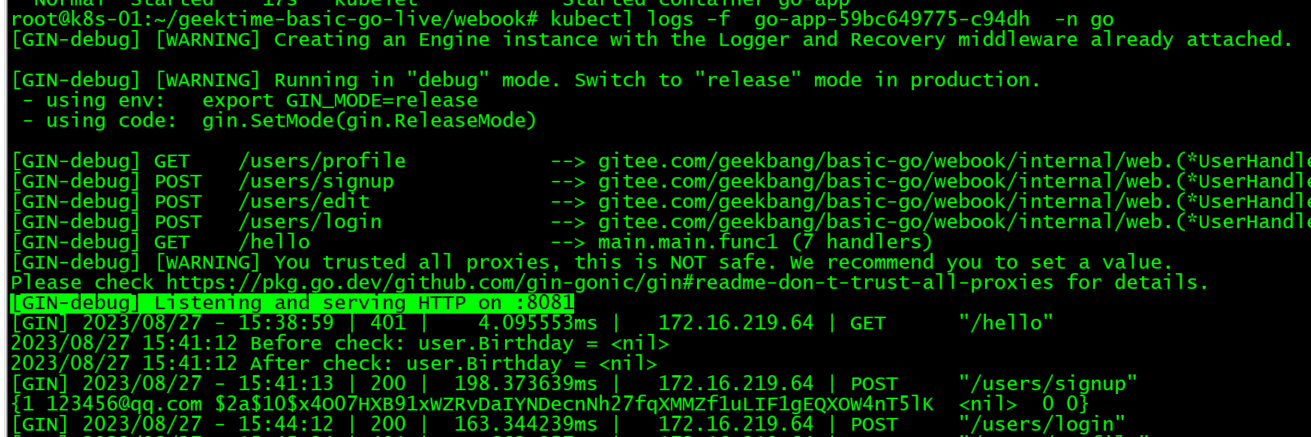 Normal  Started    17s   kubelet            Started container go-app
root@k8s-01:~/geektime-basic-go-live/webook# kubectl logs -f  go-app-59bc649775-c94dh  -n go
[GIN-debug] [WARNING] Creating an Engine instance with the Logger and Recovery middleware already attached.
[GIN-debug] [WARNING] Running in "debug" mode. Switch to "release" mode in production.
- using env:   export GIN_MODE=release
- using code:  gin.SetMode(gin.ReleaseMode)
[GIN-debug] GET    /users/profile            --> gitee.com/geekbang/basic-go/webook/internal/web.(*UserHandle
[GIN-debug] POST   /users/signup             --> gitee.com/geekbang/basic-go/webook/internal/web.(*UserHandle
[GIN-debug] POST   /users/edit               --> gitee.com/geekbang/basic-go/webook/internal/web.(*UserHandle
[GIN-debug] POST   /users/login              --> gitee.com/geekbang/basic-go/webook/internal/web.(*UserHandle
[GIN-debug] GET    /hello                    --> main.main.func1 (7 handlers)
[GIN-debug] [WARNING] You trusted all proxies, this is NOT safe. We recommend you to set a value.
Please check https://pkg.go.dev/github.com/gin-gonic/gin#readme-don-t-trust-all-proxies for details.
[GIN-debug] Listening and serving HTTP on :8081
[GIN] 2023/08/27 - 15:38:59 | 401 |    4.095553ms |   172.16.219.64 | GET      "/hello"
2023/08/27 15:41:12 Before check: user.Birthday = <nil>
2023/08/27 15:41:12 After check: user.Birthday = <nil>
[GIN] 2023/08/27 - 15:41:13 | 200 |  198.373639ms |   172.16.219.64 | POST     "/users/signup"
{1 123456@qq.com $2a$10$x4O07HXB91xWZRvDaIYNDecnNh27fqXMMZf1uLIF1gEQXOW4nT5lK  <nil>  0 0}
[GIN] 2023/08/27 - 15:44:12 | 200 |  163.344239ms |   172.16.219.64 | POST     "/users/login"